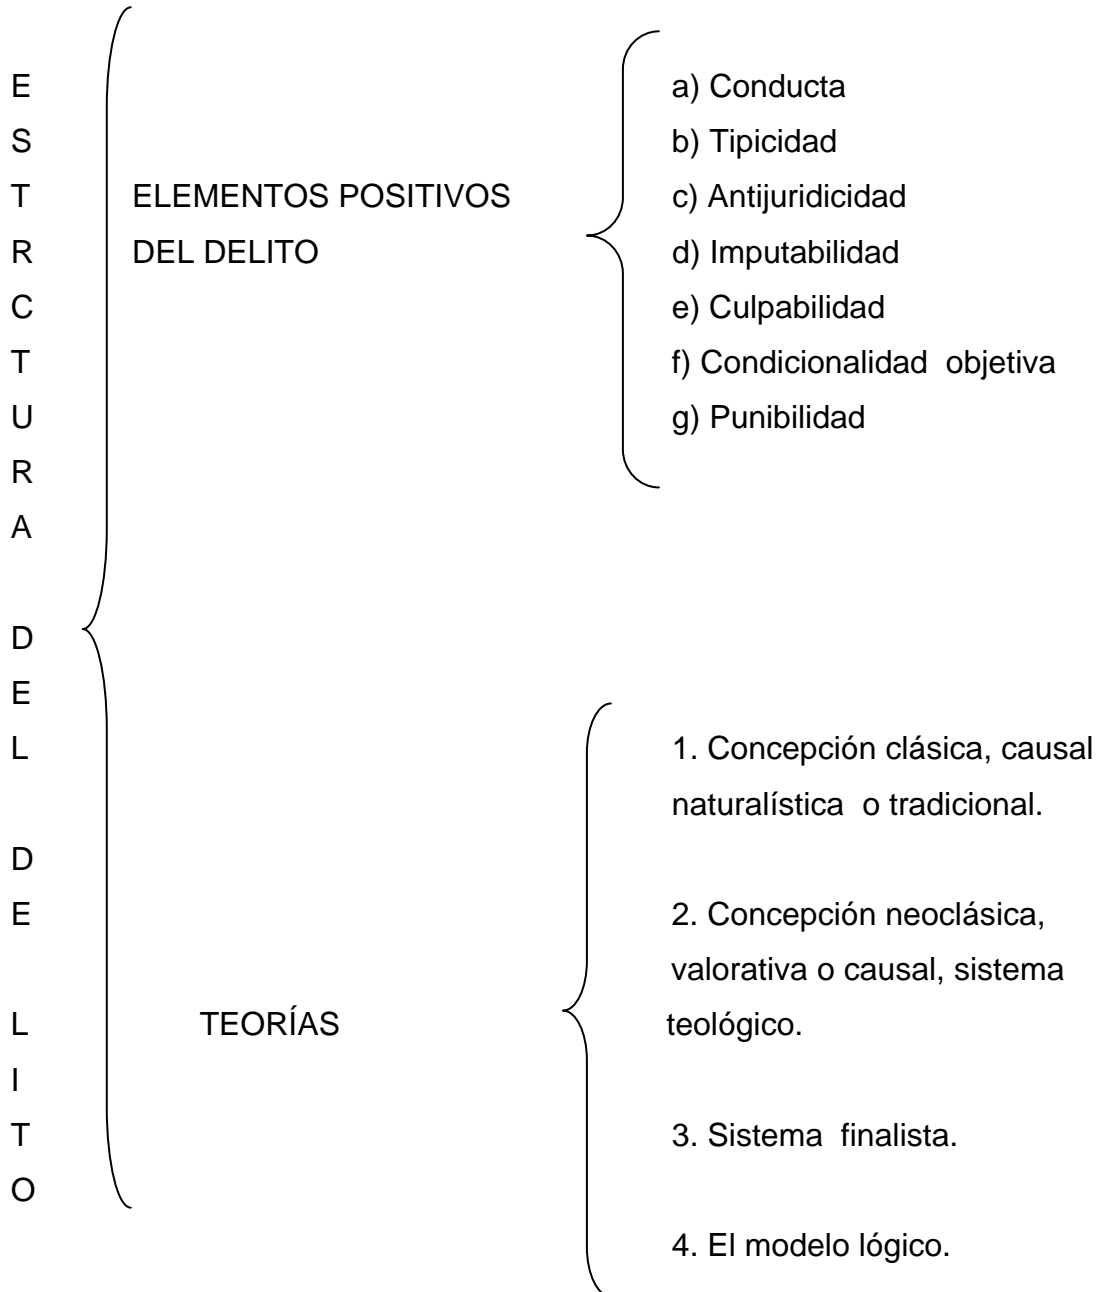 E
S
T
R
C
T
U
R
A
D
E
L
D
E
L
I
T
O
ELEMENTOS POSITIVOS
DEL DELITO
a) Conducta
b) Tipicidad
c) Antijuridicidad
d) Imputabilidad
e) Culpabilidad
f) Condicionalidad objetiva
g) Punibilidad
TEORÍAS
1. Concepción clásica, causal
naturalística o tradicional.
2. Concepción neoclásica,
valorativa o causal, sistema
teológico.
3. Sistema finalista.
4. El modelo lógico.